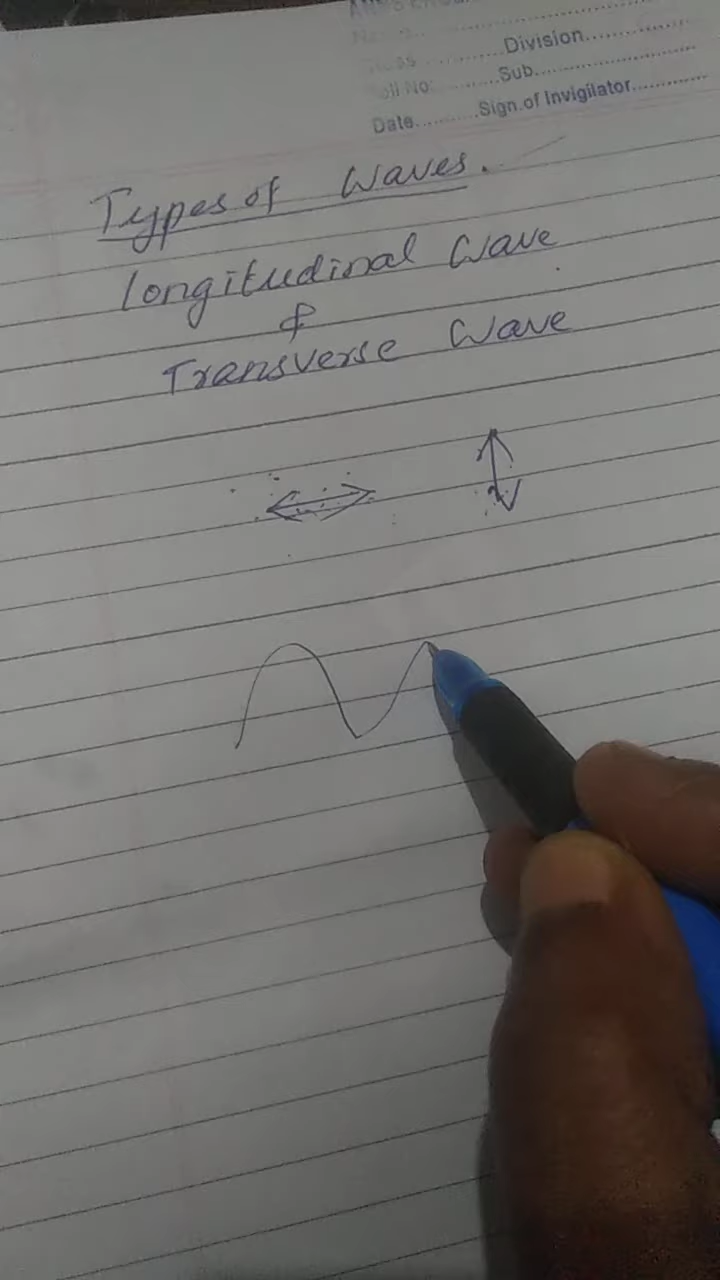 Division..............
Sub........................
Date..........Sign.of Invigilator............
Types of Waves.
longitudinal Wave
&
Transverse Wave